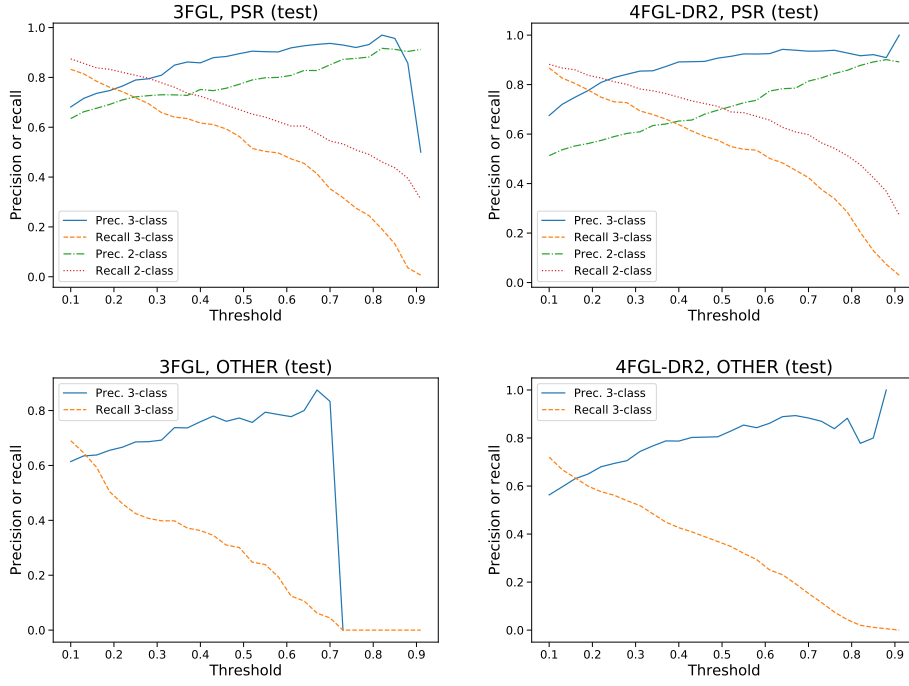 3FGL, PSR (test)
Precision or recall
1.0
0.8
0.6
0.4
0.2
0.0
Prec. 3-class
Recall 3-class
Prec. 2-class
Recall 2-class
0.1 0.2 0.3 0.4 0.5 0.6 0.7 0.8 0.9
Threshold
4FGL-DR2, PSR (test)
Precision or recall
1.0
0.8
0.6
0.4
0.2
0.0
Prec. 3-class
Recall 3-class
Prec. 2-class
Recall 2-class
0.1 0.2 0.3 0.4 0.5 0.6 0.7 0.8 0.9
Threshold
3FGL, OTHER (test)
Precision or recall
0.8
0.6
0.4
0.2
0.0
Prec. 3-class
Recall 3-class
0.1 0.2 0.3 0.4 0.5 0.6 0.7 0.8 0.9
Threshold
4FGL-DR2, OTHER (test)
Precision or recall
1.0
0.8
0.6
0.4
0.2
0.0
Prec. 3-class
Recall 3-class
0.1 0.2 0.3 0.4 0.5 0.6 0.7 0.8 0.9
Threshold